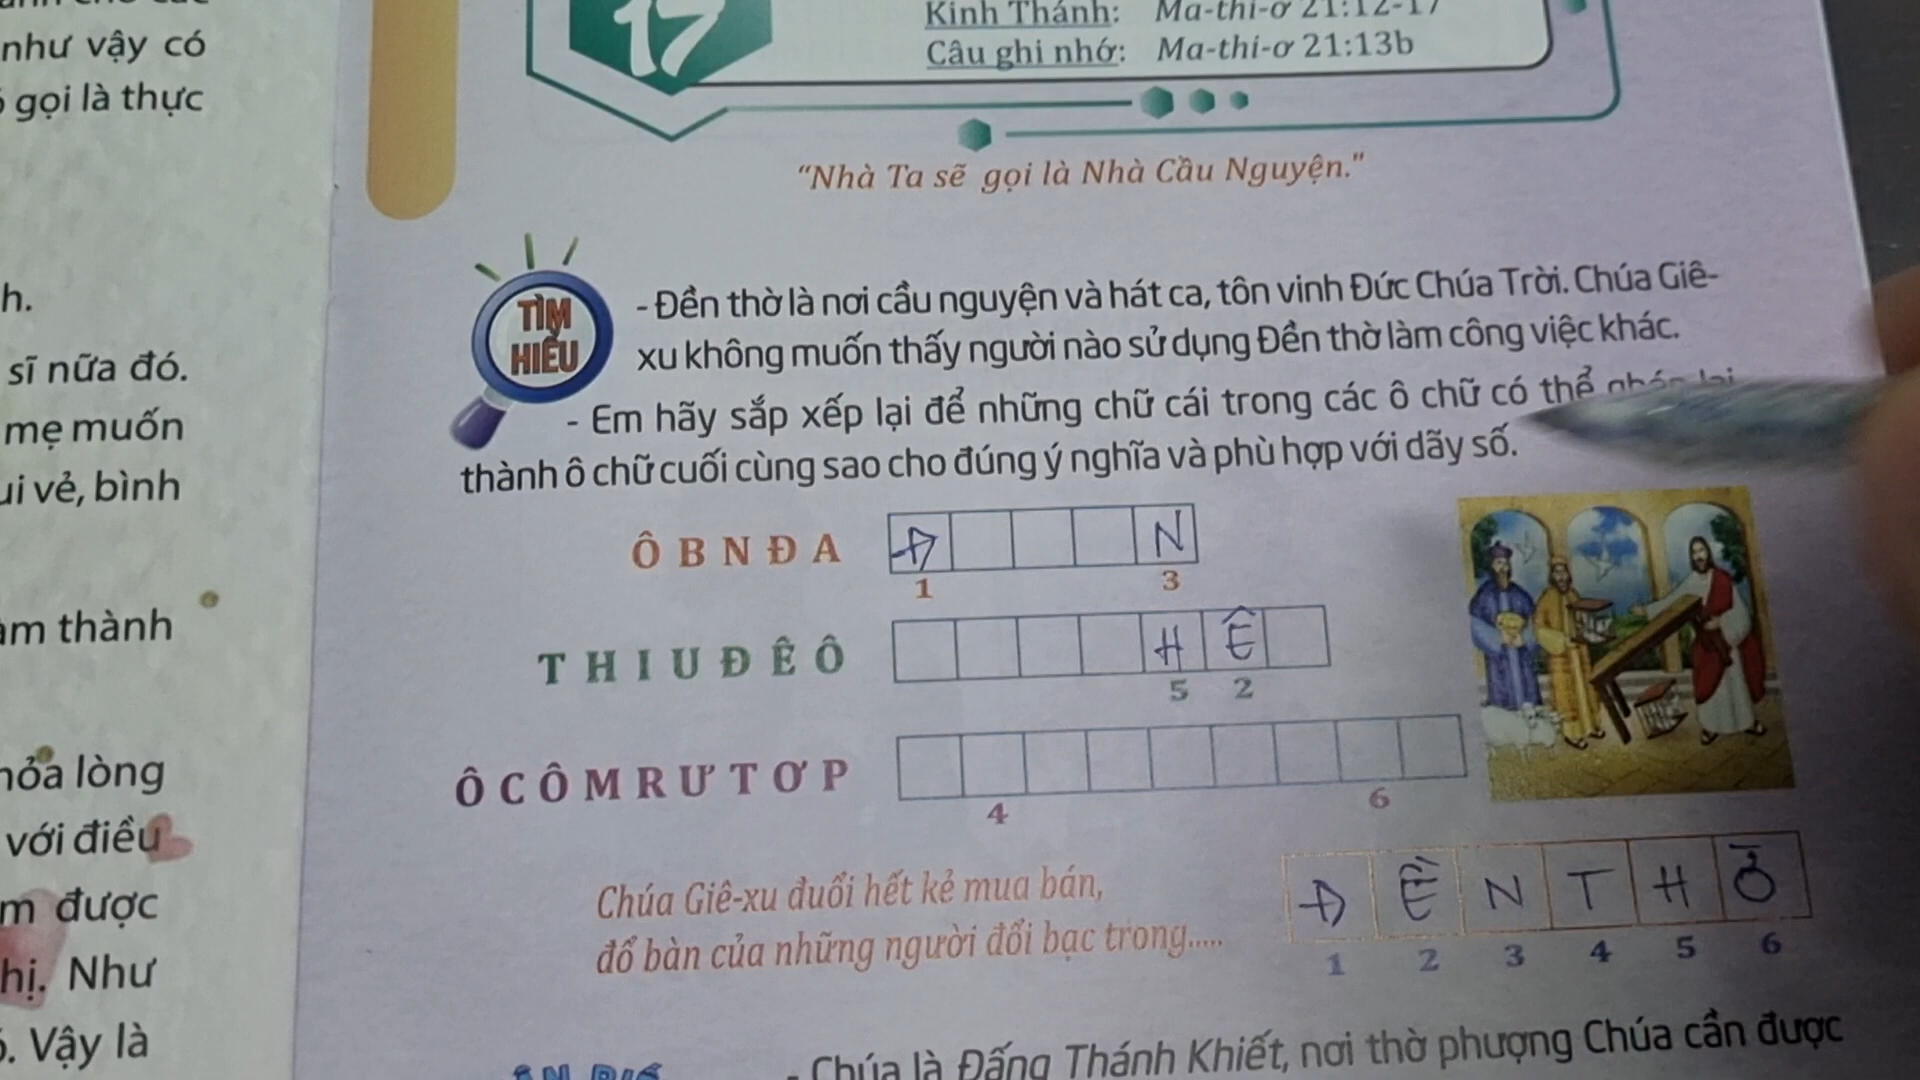 như vậy có
gọi là thực
h.
sĩ nữa đó.
mẹ muốn
ui vẻ, bình
àm thành
hỏa lòng
với điều
m được
hị. Như
ó. Vậy là
17
Kinh Thánh: Ma-thi-ơ 21:12-17
Câu ghi nhớ: Ma-thi-ơ 21:13b
“Nhà Ta sẽ gọi là Nhà Cầu Nguyện.”
TÌM
HIỂU
- Đền thờ là nơi cầu nguyện và hát ca, tôn vinh Đức Chúa Trời. Chúa Giê-
xu không muốn thấy người nào sử dụng Đền thờ làm công việc khác.
- Em hãy sắp xếp lại để những chữ cái trong các ô chữ có thể ghép lại
thành ô chữ cuối cùng sao cho đúng ý nghĩa và phù hợp với dãy số.
Ô B N Đ A Đ N
1 3
T H I U Đ Ê Ô H Ê
5 2
Ô C Ô M R Ư T Ơ P
4 6
Chúa Giê-xu đuổi hết kẻ mua bán,
đổ bàn của những người đổi bạc trong.....
Đ Ề N T H Ờ
1 2 3 4 5 6
- Chúa là Đấng Thánh Khiết, nơi thờ phượng Chúa cần được